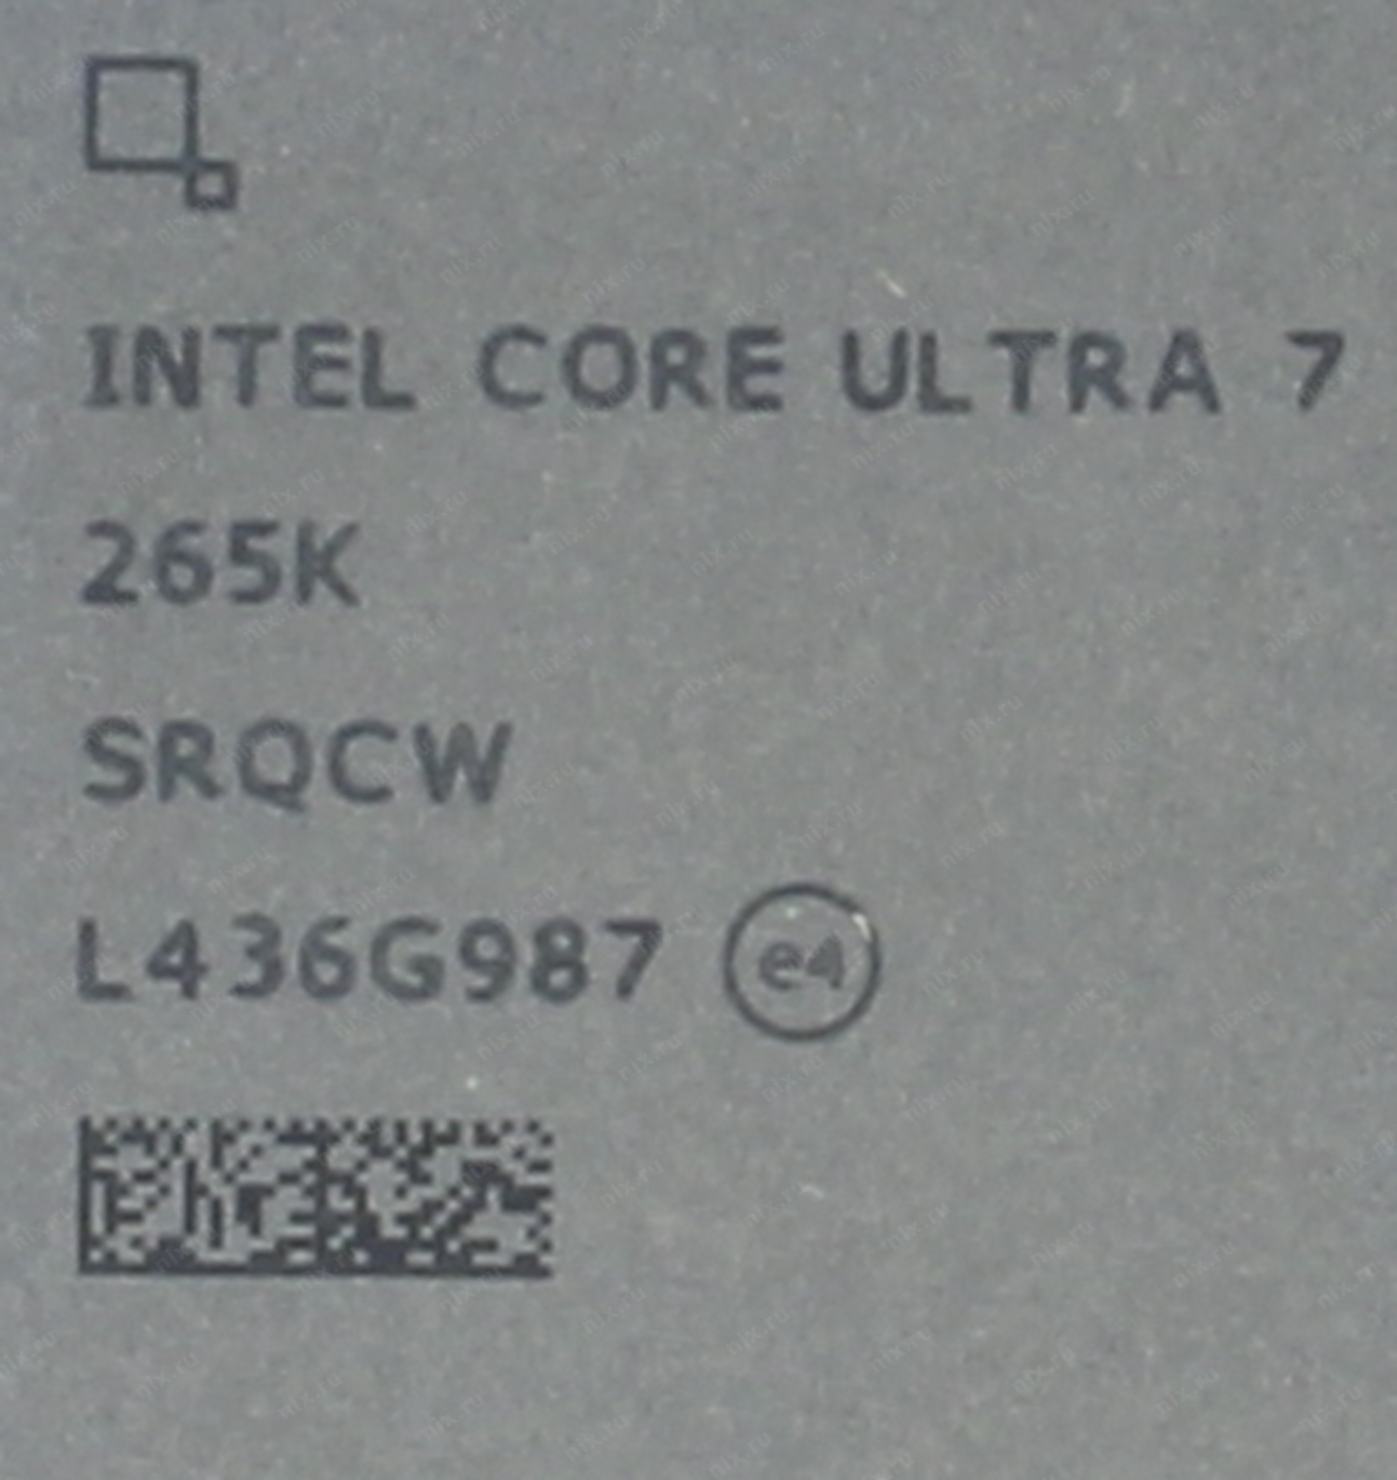 INTEL CORE ULTRA 7
265K
SRQCW
L436G987 e4